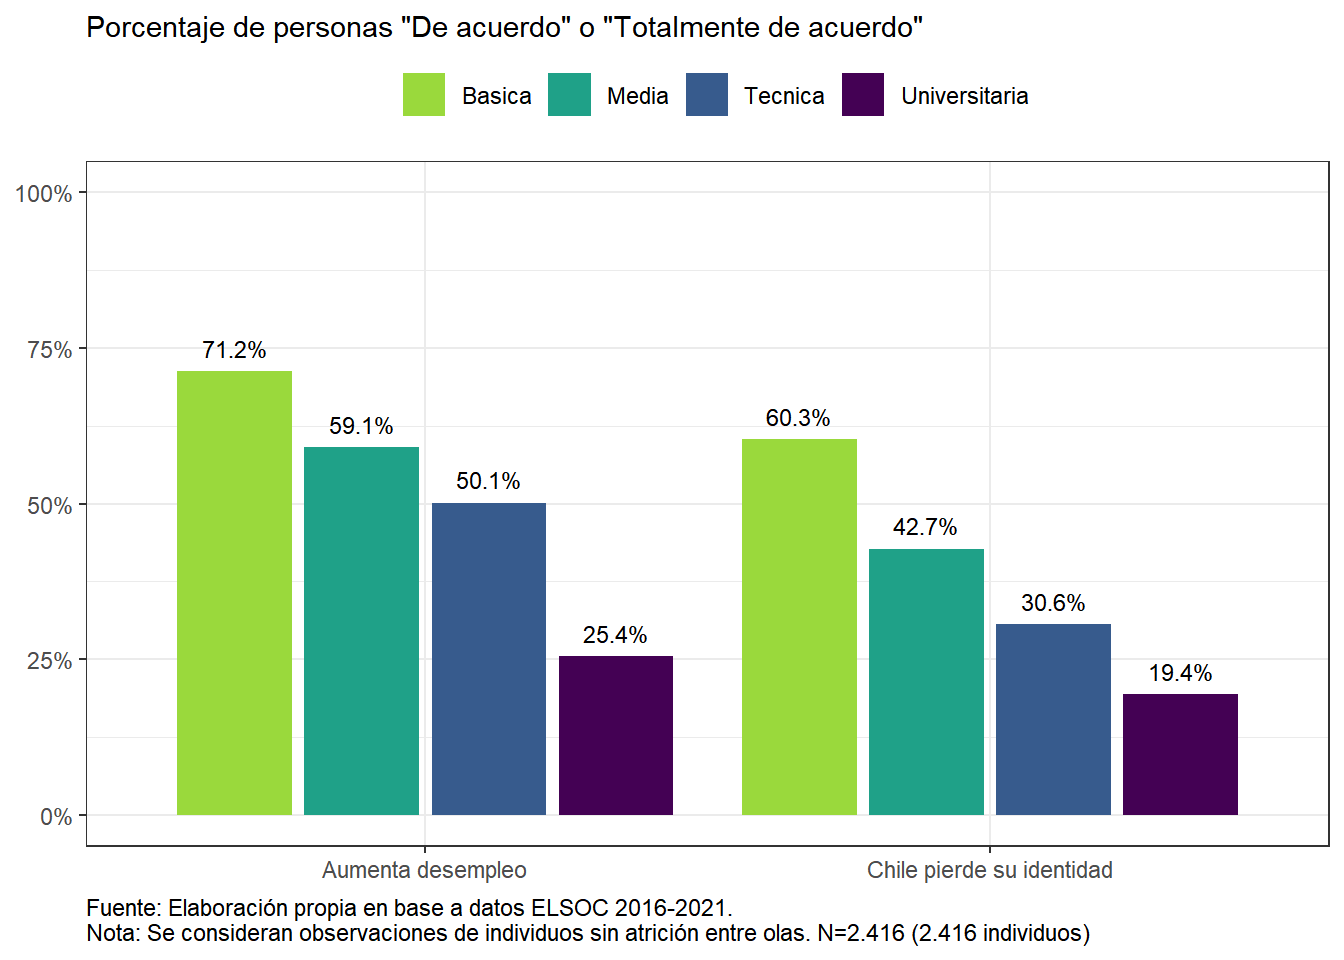 Porcentaje de personas "De acuerdo" o "Totalmente de acuerdo"
Basica Media Tecnica Universitaria
100%
75%
50%
25%
0%
71.2%
59.1%
50.1%
25.4%
60.3%
42.7%
30.6%
19.4%
Aumenta desempleo Chile pierde su identidad
Fuente: Elaboración propia en base a datos ELSOC 2016-2021.
Nota: Se consideran observaciones de individuos sin atrición entre olas. N=2.416 (2.416 individuos)